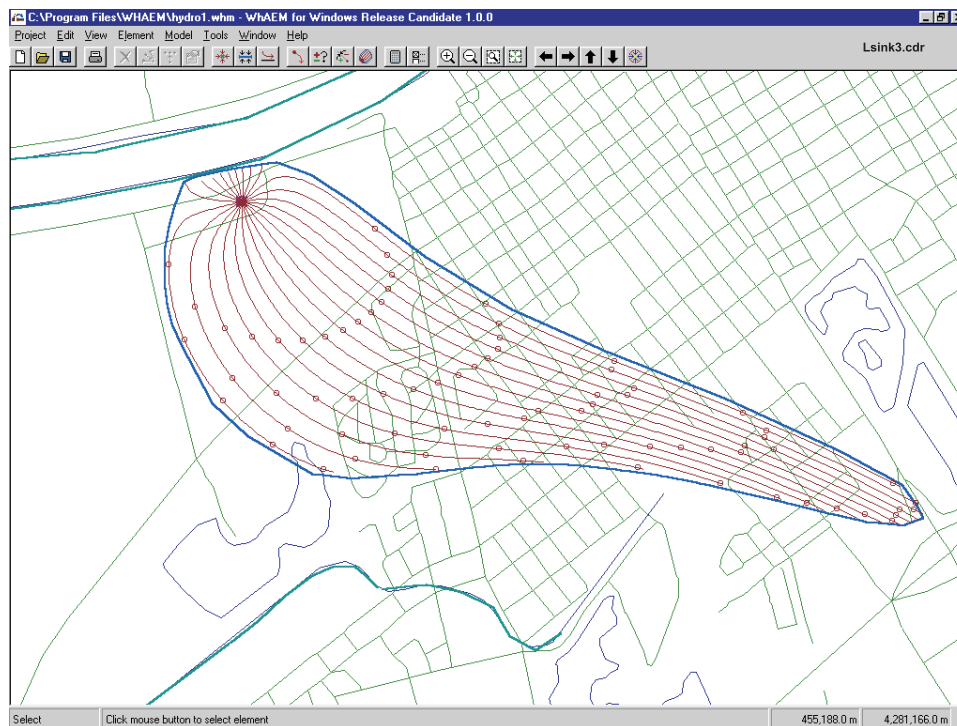 C:\Program Files\WHAEM\hydro1.whm - WhAEM for Windows Release Candidate 1.0.0
Project Edit View Element Model Tools Window Help
Lsink3.cdr
Select Click mouse button to select element 455,188.0 m 4,281,166.0 m